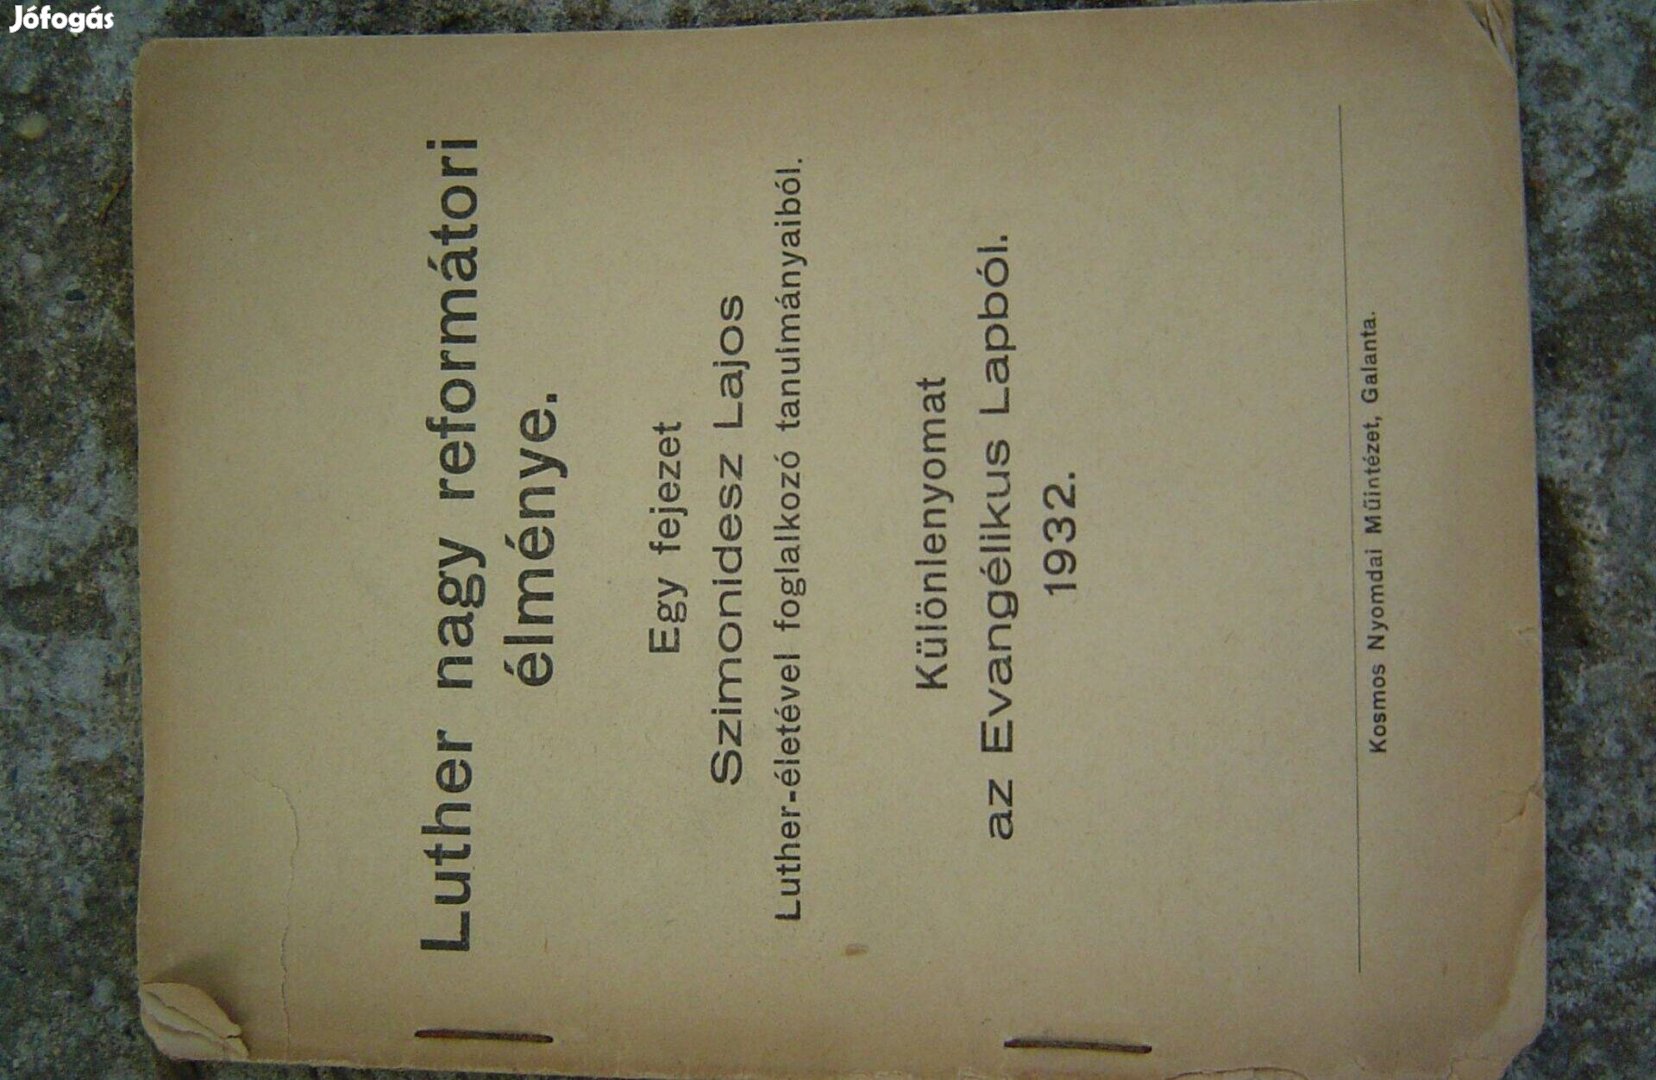 Jófogás
Luther nagy reformátori
élménye.
Egy fejezet
Szimonidesz Lajos
Luther-életével foglalkozó tanulmányaiból.
Különlenyomat
az Evangélikus Lapból.
1932.
Kosmos Nyomdai Műintézet, Galanta.